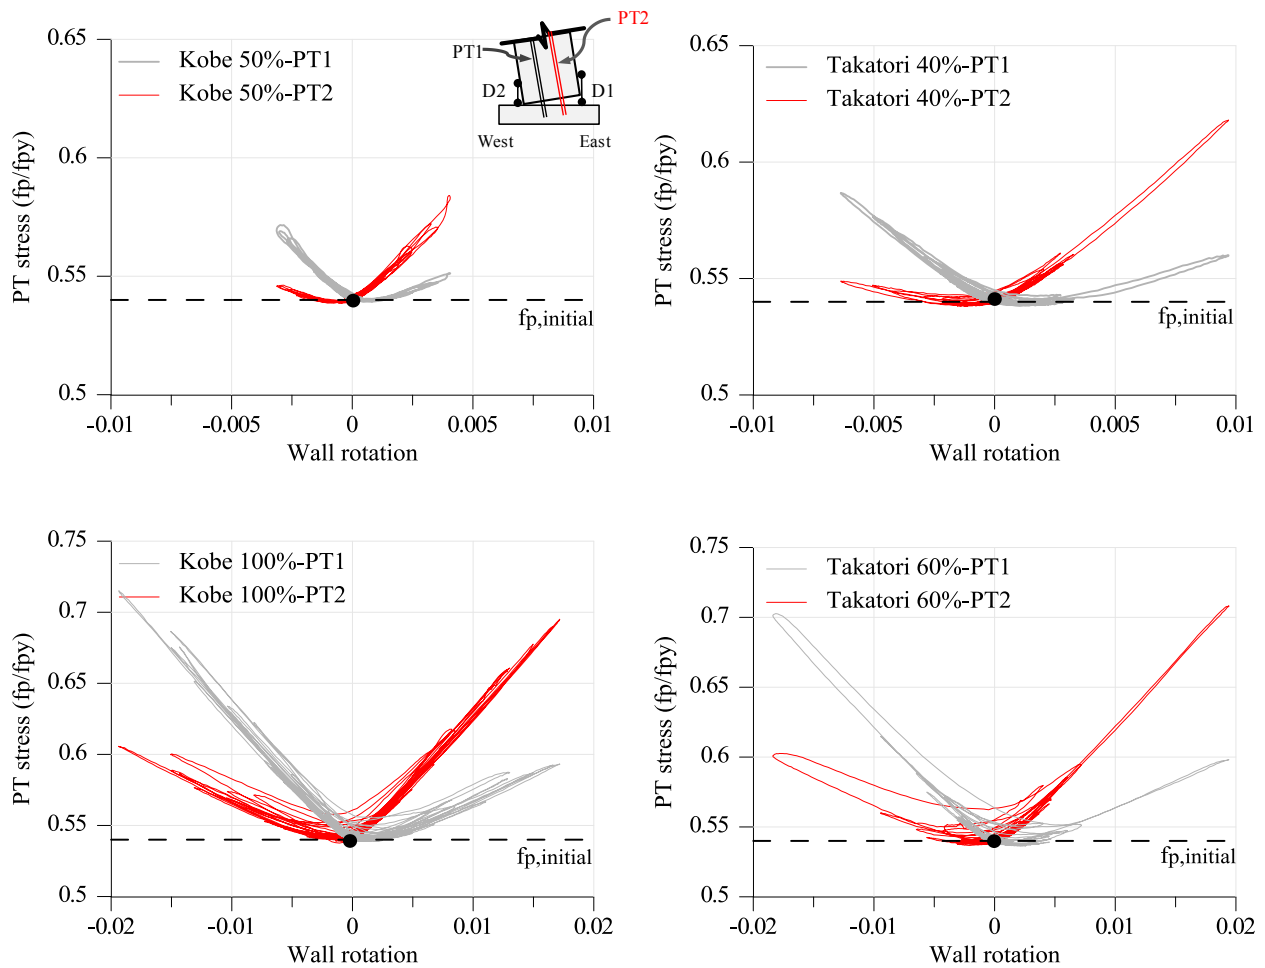 0.65
0.6
0.55
0.5
PT stress (fp/fpy)
Kobe 50%-PT1
Kobe 50%-PT2
fp,initial
-0.01
-0.005
0
0.005
0.01
Wall rotation
PT1
PT2
D2
D1
West
East
0.65
0.6
0.55
0.5
PT stress (fp/fpy)
Takatori 40%-PT1
Takatori 40%-PT2
fp,initial
-0.01
-0.005
0
0.005
0.01
Wall rotation
0.75
0.7
0.65
0.6
0.55
0.5
PT stress (fp/fpy)
Kobe 100%-PT1
Kobe 100%-PT2
fp,initial
-0.02
-0.01
0
0.01
0.02
Wall rotation
0.75
0.7
0.65
0.6
0.55
0.5
PT stress (fp/fpy)
Takatori 60%-PT1
Takatori 60%-PT2
fp,initial
-0.02
-0.01
0
0.01
0.02
Wall rotation